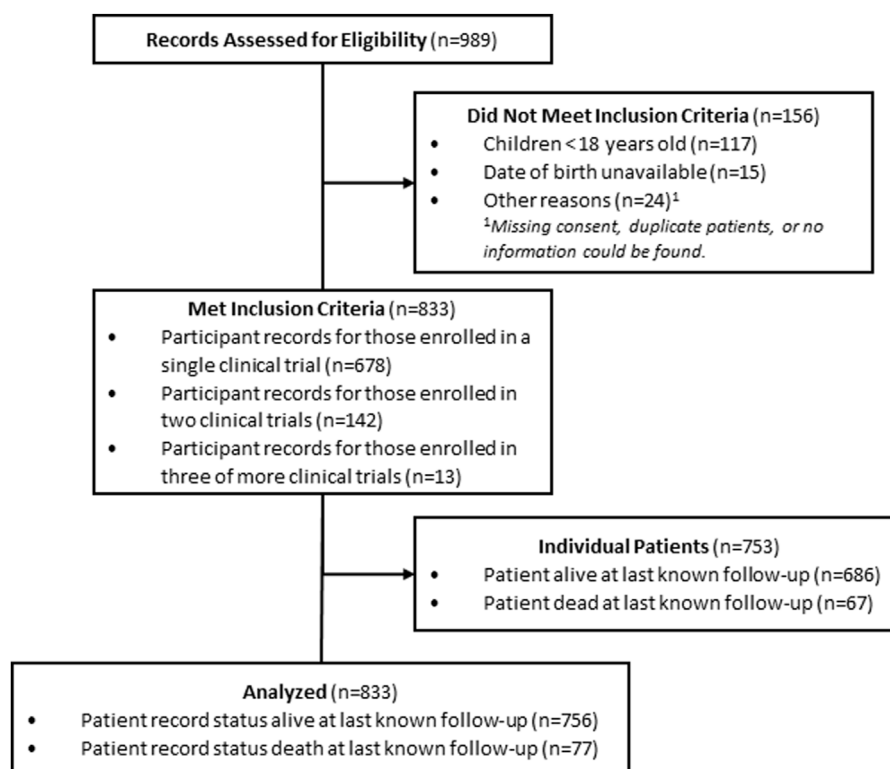 Records Assessed for Eligibility (n=989)
Did Not Meet Inclusion Criteria (n=156)
• Children <18 years old (n=117)
• Date of birth unavailable (n=15)
• Other reasons (n=24)¹
¹Missing consent, duplicate patients, or no
information could be found.
Met Inclusion Criteria (n=833)
• Participant records for those enrolled in a
single clinical trial (n=678)
• Participant records for those enrolled in
two clinical trials (n=142)
• Participant records for those enrolled in
three of more clinical trials (n=13)
Individual Patients (n=753)
• Patient alive at last known follow-up (n=686)
• Patient dead at last known follow-up (n=67)
Analyzed (n=833)
• Patient record status alive at last known follow-up (n=756)
• Patient record status death at last known follow-up (n=77)